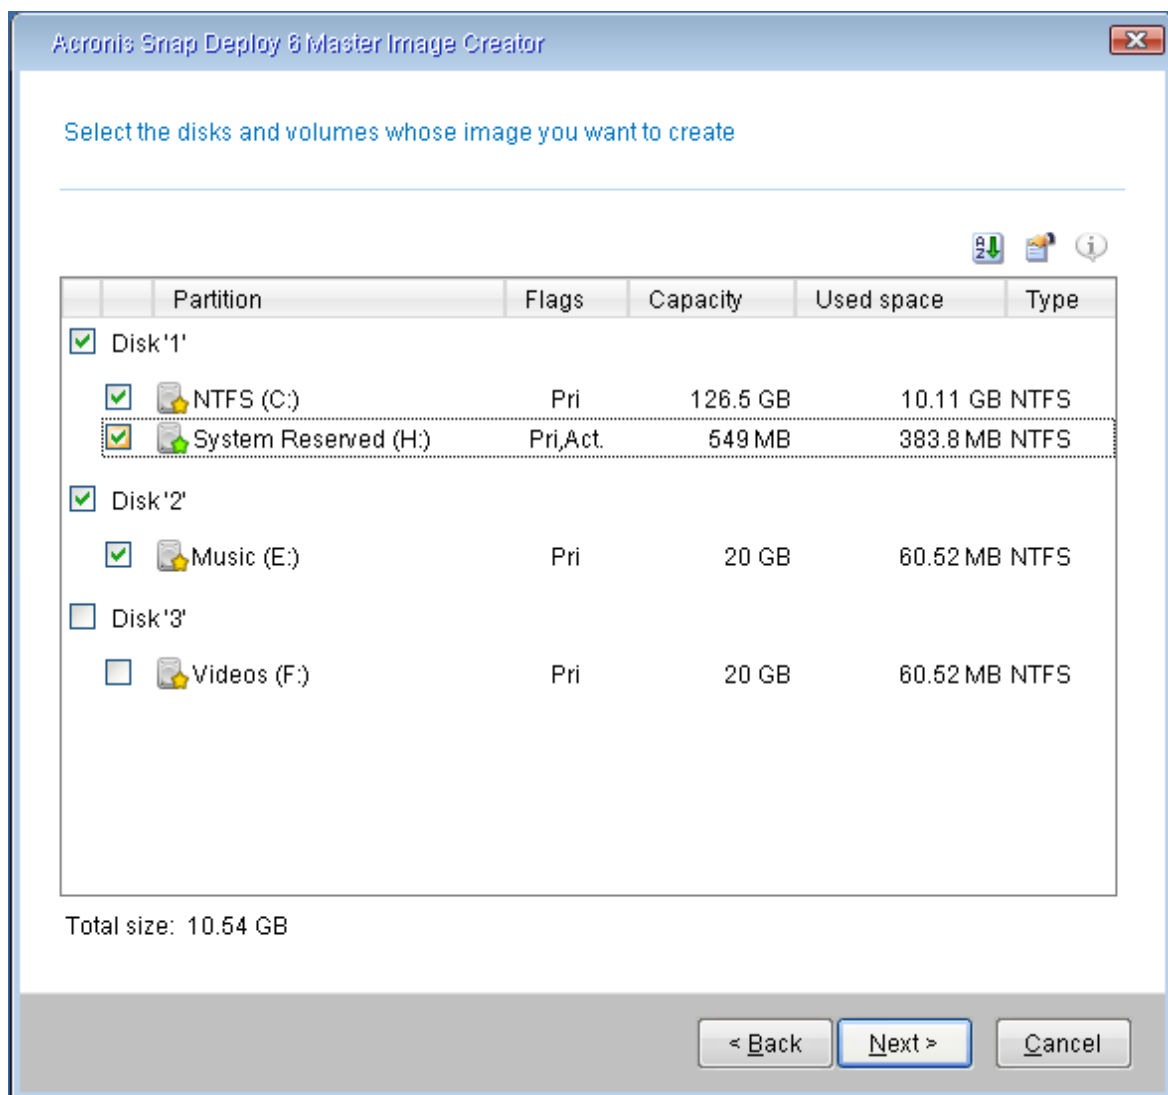 Acronis Snap Deploy 6 Master Image Creator
Select the disks and volumes whose image you want to create
Partition Flags Capacity Used space Type
Disk '1'
NTFS (C:) Pri 126.5 GB 10.11 GB NTFS
System Reserved (H:) Pri,Act. 549 MB 383.8 MB NTFS
Disk '2'
Music (E:) Pri 20 GB 60.52 MB NTFS
Disk '3'
Videos (F:) Pri 20 GB 60.52 MB NTFS
Total size: 10.54 GB
< Back Next > Cancel